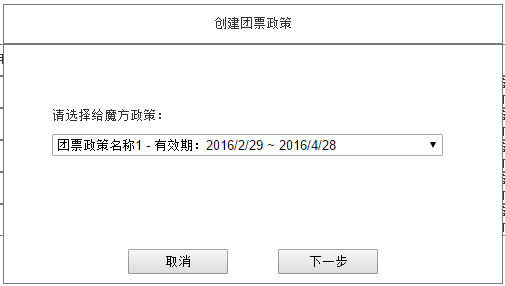 创建团票政策
请选择给魔方政策：
团票政策名称1 - 有效期：2016/2/29 ~ 2016/4/28
取消
下一步